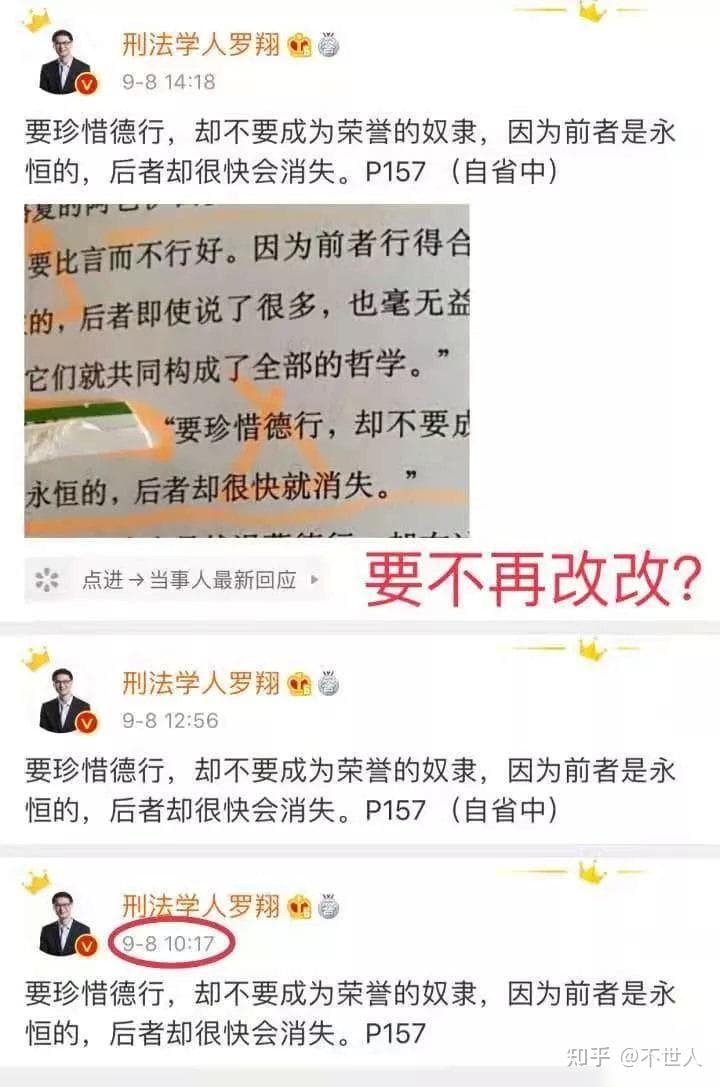 刑法学人罗翔
9-8 14:18
要珍惜德行，却不要成为荣誉的奴隶，因为前者是永
恒的，后者却很快会消失。P157 （自省中）
要比言而不行好。因为前者行得合
的，后者即使说了很多，也毫无益
它们就共同构成了全部的哲学。”
“要珍惜德行，却不要成
永恒的，后者却很快就消失。”
点进→当事人最新回应
要不再改改？
刑法学人罗翔
9-8 12:56
要珍惜德行，却不要成为荣誉的奴隶，因为前者是永
恒的，后者却很快会消失。P157 （自省中）
刑法学人罗翔
9-8 10:17
要珍惜德行，却不要成为荣誉的奴隶，因为前者是永
恒的，后者却很快会消失。P157
知乎 @不世人